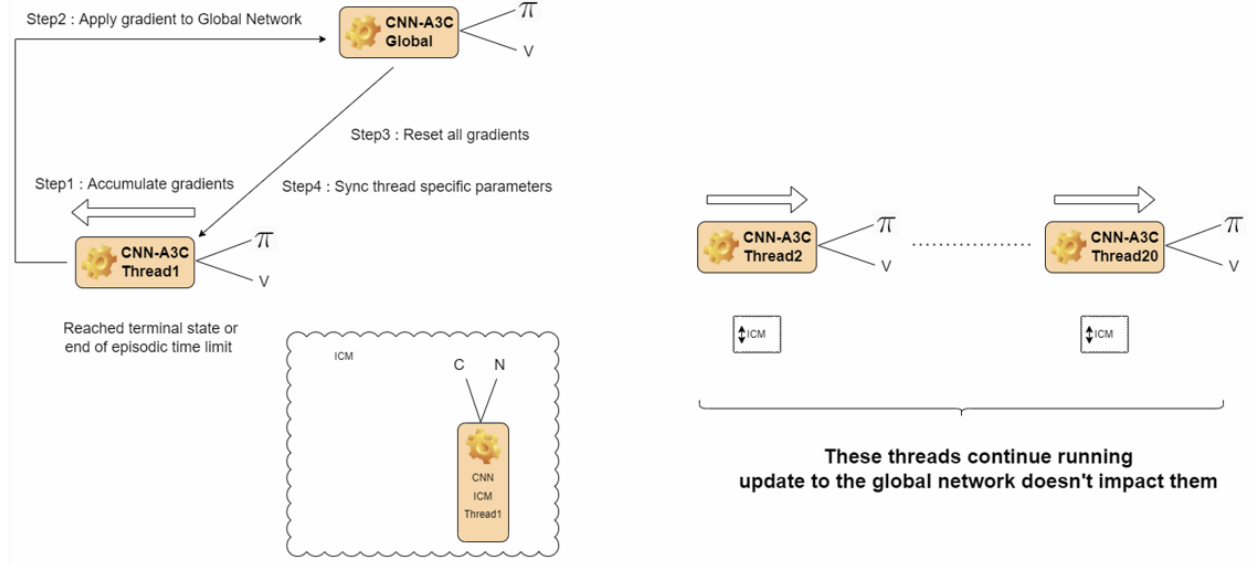 Step2 : Apply gradient to Global Network
CNN-A3C
Global
π
V
Step3 : Reset all gradients
Step1 : Accumulate gradients
Step4 : Sync thread specific parameters
CNN-A3C
Thread1
π
V
CNN-A3C
Thread2
π
V
....................
CNN-A3C
Thread20
π
V
Reached terminal state or
end of episodic time limit
ICM
C N
CNN
ICM
Thread1
ICM
ICM
These threads continue running
update to the global network doesn't impact them